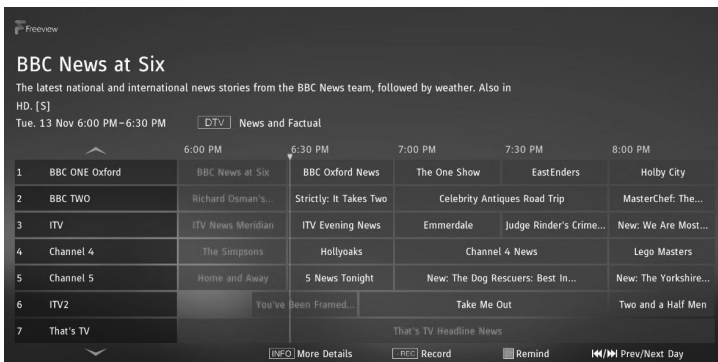 Freeview
BBC News at Six
The latest national and international news stories from the BBC News team, followed by weather. Also in
HD. [S]
Tue. 13 Nov 6:00 PM-6:30 PM DTV News and Factual
6:00 PM 6:30 PM 7:00 PM 7:30 PM 8:00 PM
1 BBC ONE Oxford BBC News at Six BBC Oxford News The One Show EastEnders Holby City
2 BBC TWO Richard Osman's... Strictly: It Takes Two Celebrity Antiques Road Trip MasterChef: The...
3 ITV ITV News Meridian ITV Evening News Emmerdale Judge Rinder's Crime... New: We Are Most...
4 Channel 4 The Simpsons Hollyoaks Channel 4 News Lego Masters
5 Channel 5 Home and Away 5 News Tonight New: The Dog Rescuers: Best In... New: The Yorkshire...
6 ITV2 You've Been Framed... Take Me Out Two and a Half Men
7 That's TV That's TV Headline News
INFO More Details REC Record Remind Prev/Next Day